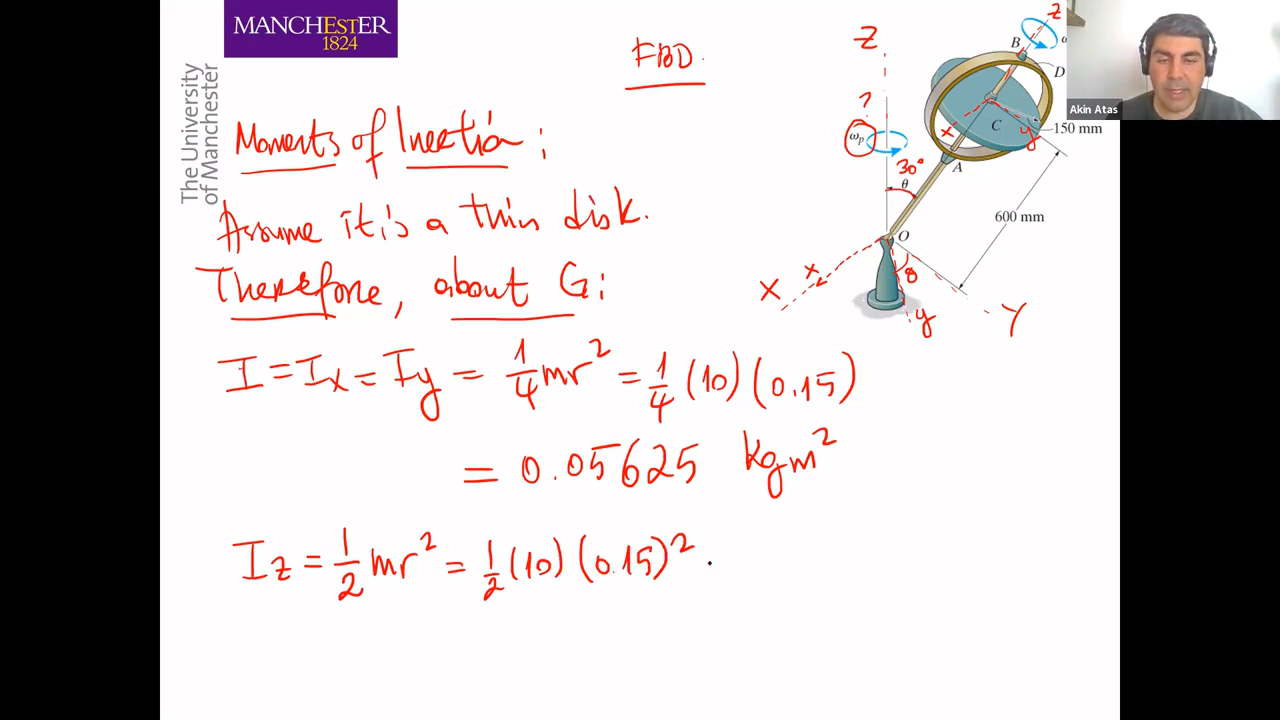 MANCHESTER
1824
The University
of Manchester
FBD.
Moments of Inertia:
Assume it is a thin disk.
Therefore, about G:
I = Ix = Iy = 1/4 mr² = 1/4 (10) (0.15)
= 0.05625 kgm²
Iz = 1/2 mr² = 1/2 (10) (0.15)² .
Z
?
ωp
30°
θ
O
X
x
θ
y
Y
z
B
ω
D
x
C
y
A
150 mm
600 mm
Akin Atas